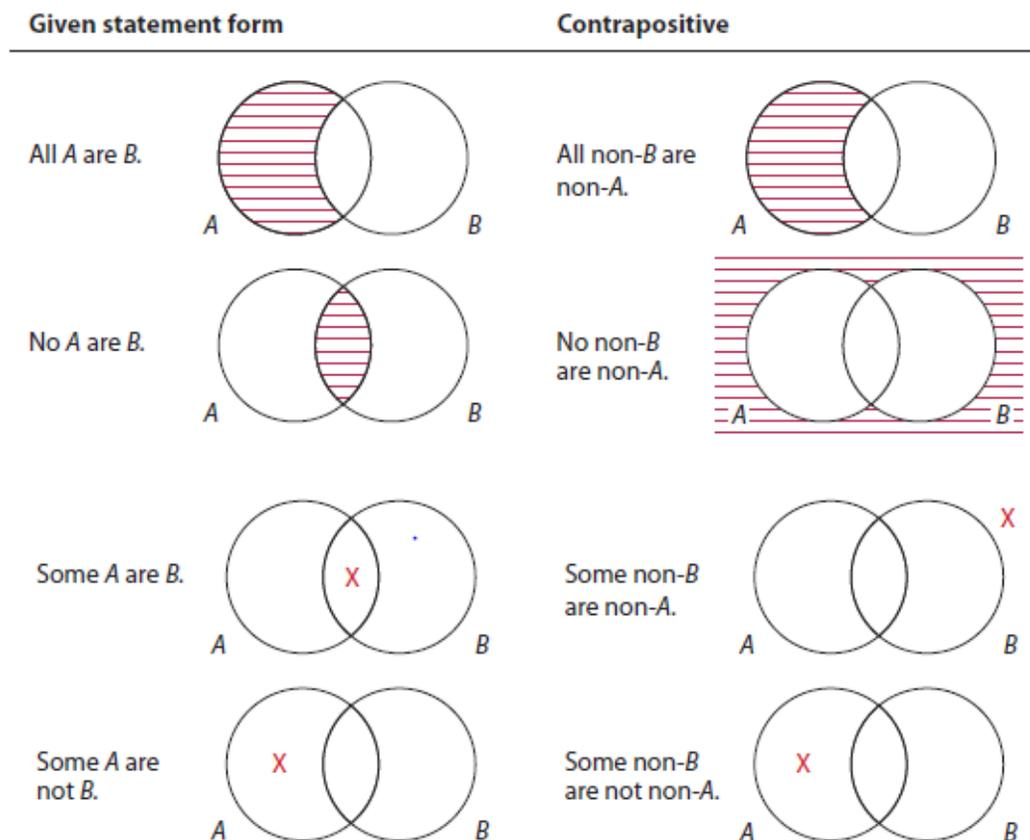 Given statement form Contrapositive
All A are B.
A B
All non-B are
non-A.
A B
No A are B.
A B
No non-B
are non-A.
A B
Some A are B.
X
A B
Some non-B
are non-A.
X
A B
Some A are
not B.
X
A B
Some non-B
are not non-A.
X
A B